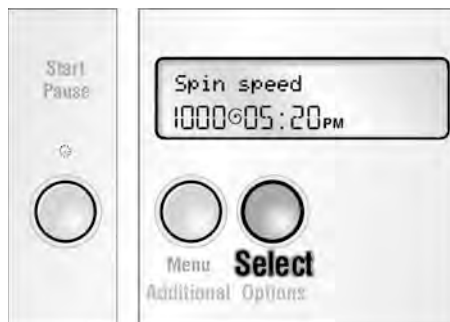 Start
Pause
Spin speed
1000 05:20PM
Menu Select
Additional Options